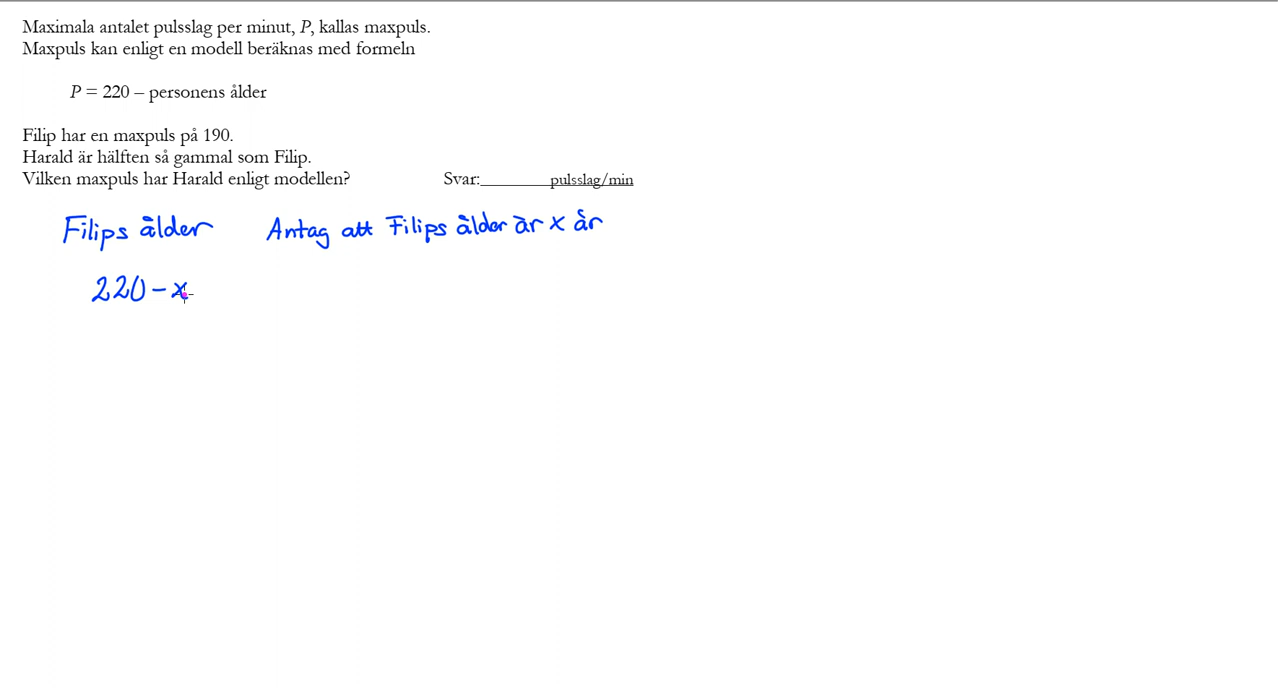 Maximala antalet pulsslag per minut, P, kallas maxpuls.
Maxpuls kan enligt en modell beräknas med formeln
P = 220 – personens ålder
Filip har en maxpuls på 190.
Harald är hälften så gammal som Filip.
Vilken maxpuls har Harald enligt modellen? Svar:________pulsslag/min
Filips ålder Antag att Filips ålder är x år
220-x